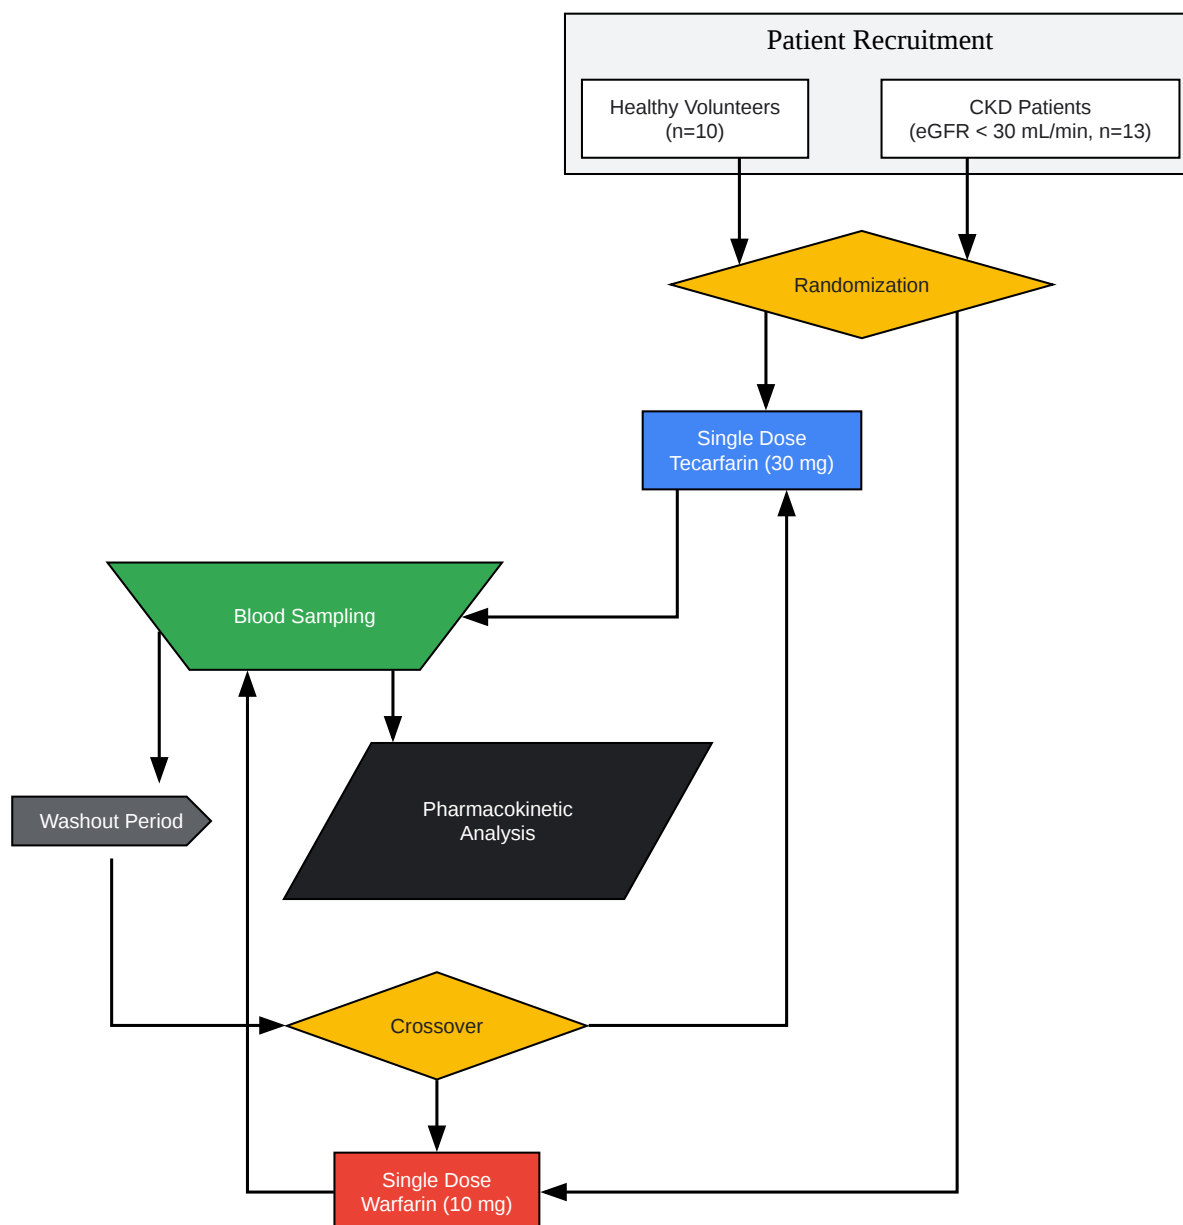 Patient Recruitment
Healthy Volunteers
(n=10)
CKD Patients
(eGFR < 30 mL/min, n=13)
Randomization
Single Dose
Tecarfarin (30 mg)
Blood Sampling
Washout Period
Pharmacokinetic
Analysis
Crossover
Single Dose
Warfarin (10 mg)